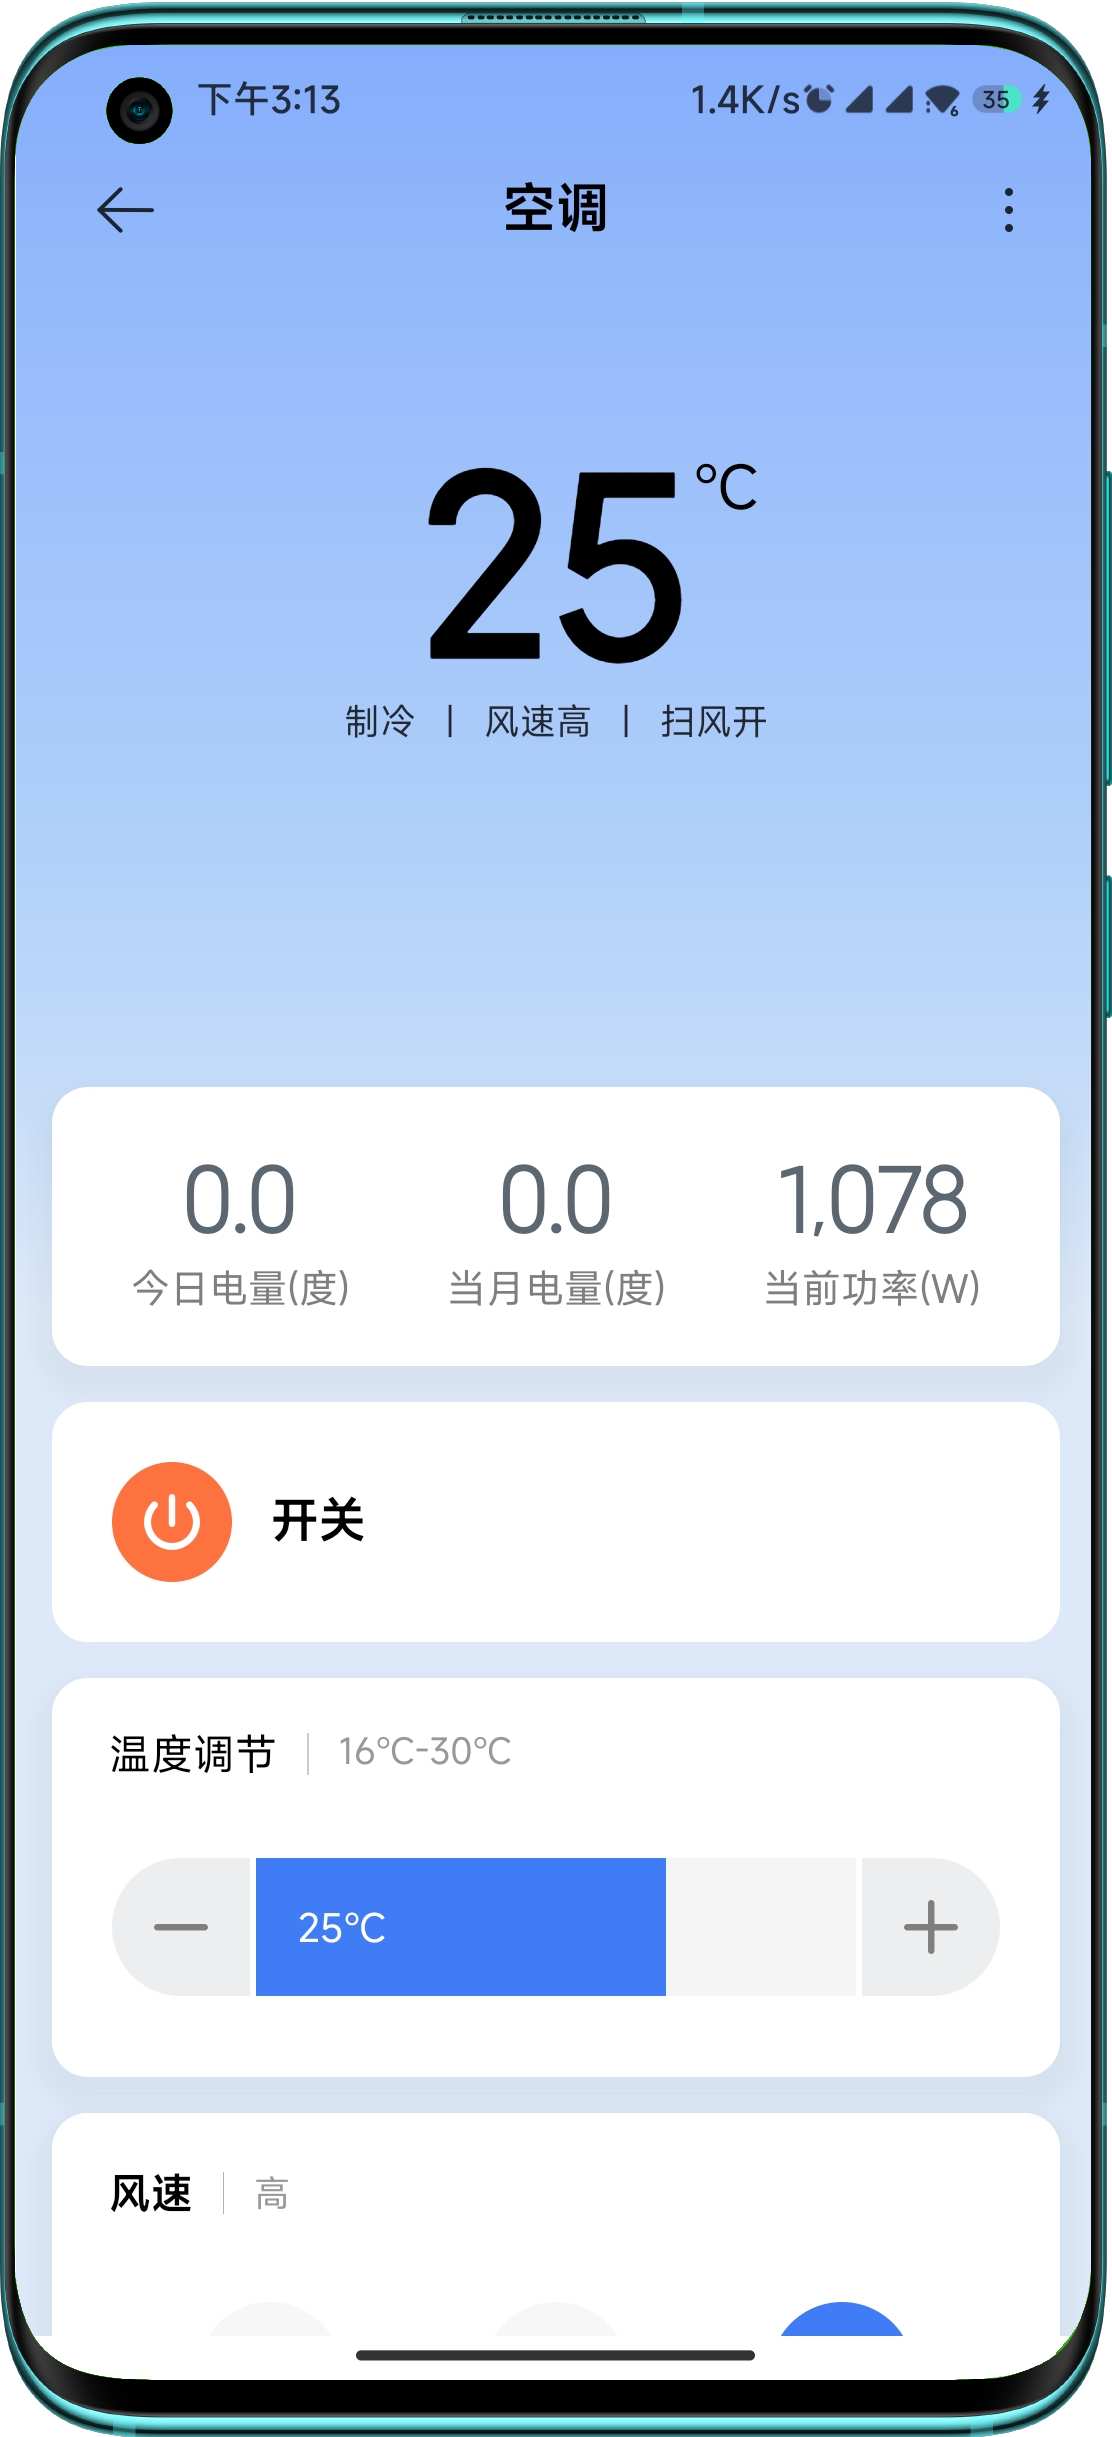 下午3:13 1.4K/s 6 35
空调
25 °C
制冷 | 风速高 | 扫风开
0.0 0.0 1,078
今日电量(度) 当月电量(度) 当前功率(W)
开关
温度调节 | 16°C-30°C
25°C
风速 | 高